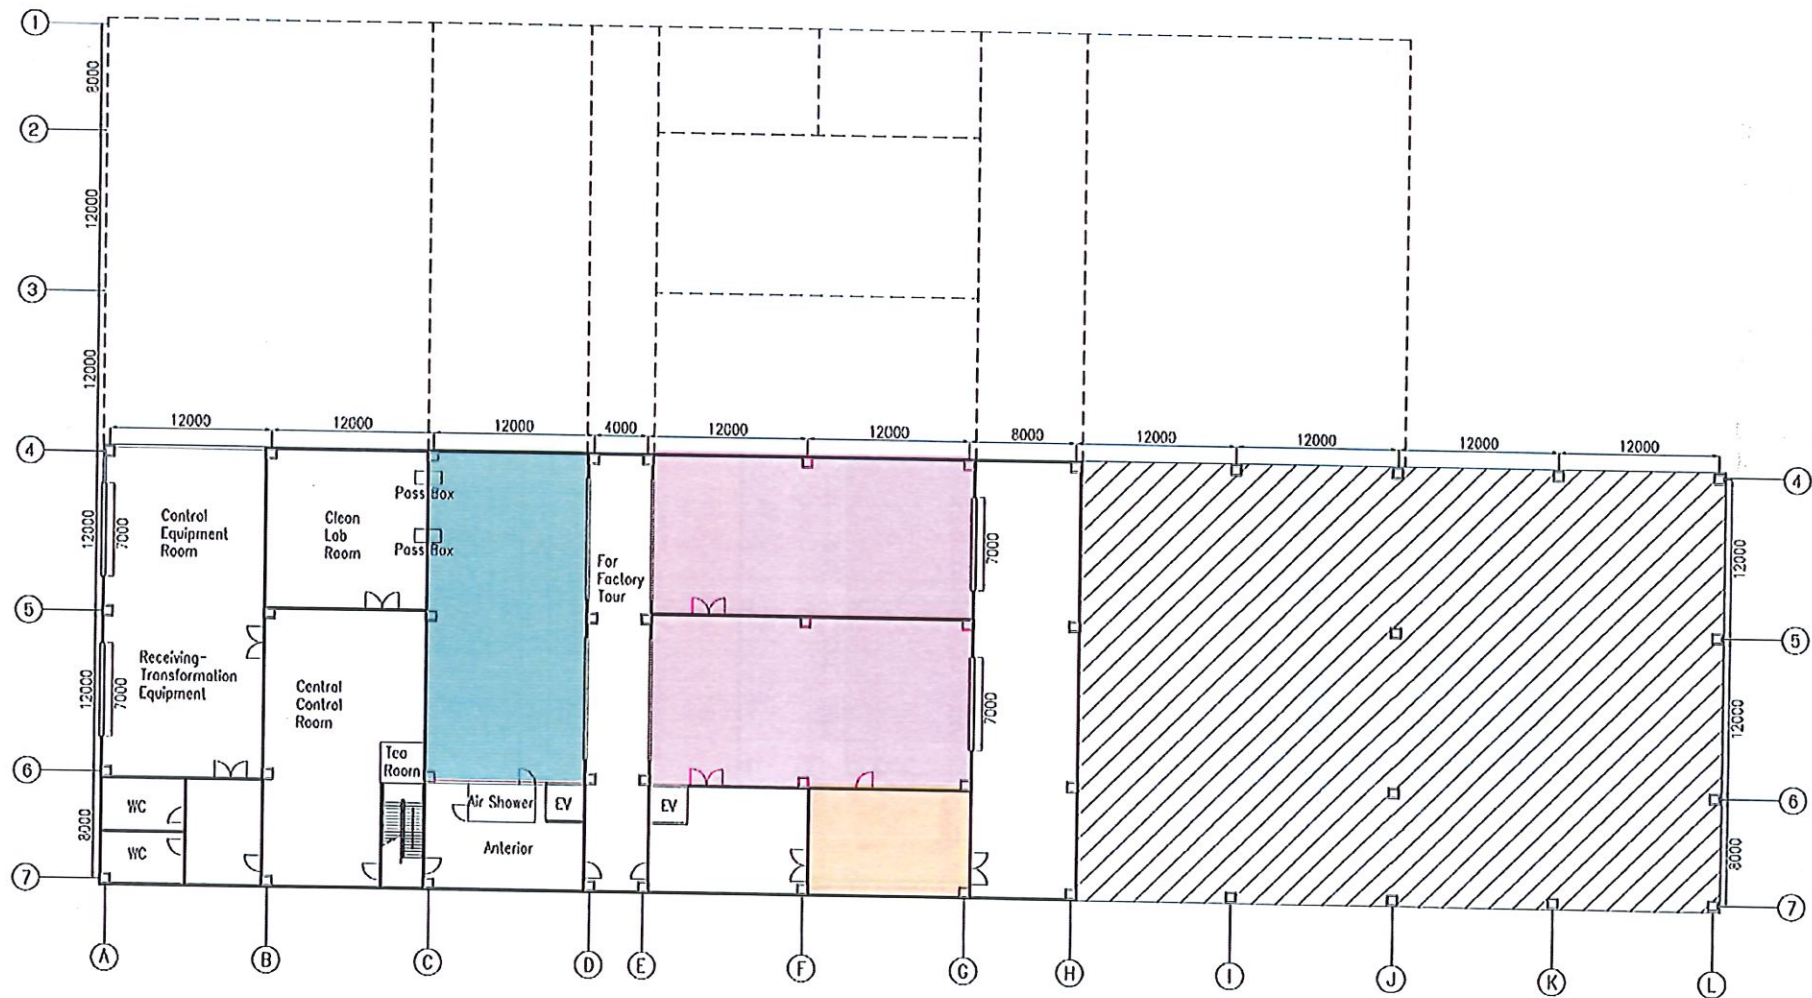 1
8000
2
12000
3
12000
12000 12000 12000 4000 12000 12000 8000 12000 12000 12000 12000
4 4
Pass Box
Control
Equipment
Room
Clean
Lab
Room
12000 7000 7000 12000
Pass Box
For
Factory
Tour
5 5
Receiving-
Transformation
Equipment
12000 7000 7000 12000
Central
Control
Room
Tea
Room
6 6
WC Air Shower EV EV
8000 8000
WC Anterior
7 7
A B C D E F G H I J K L